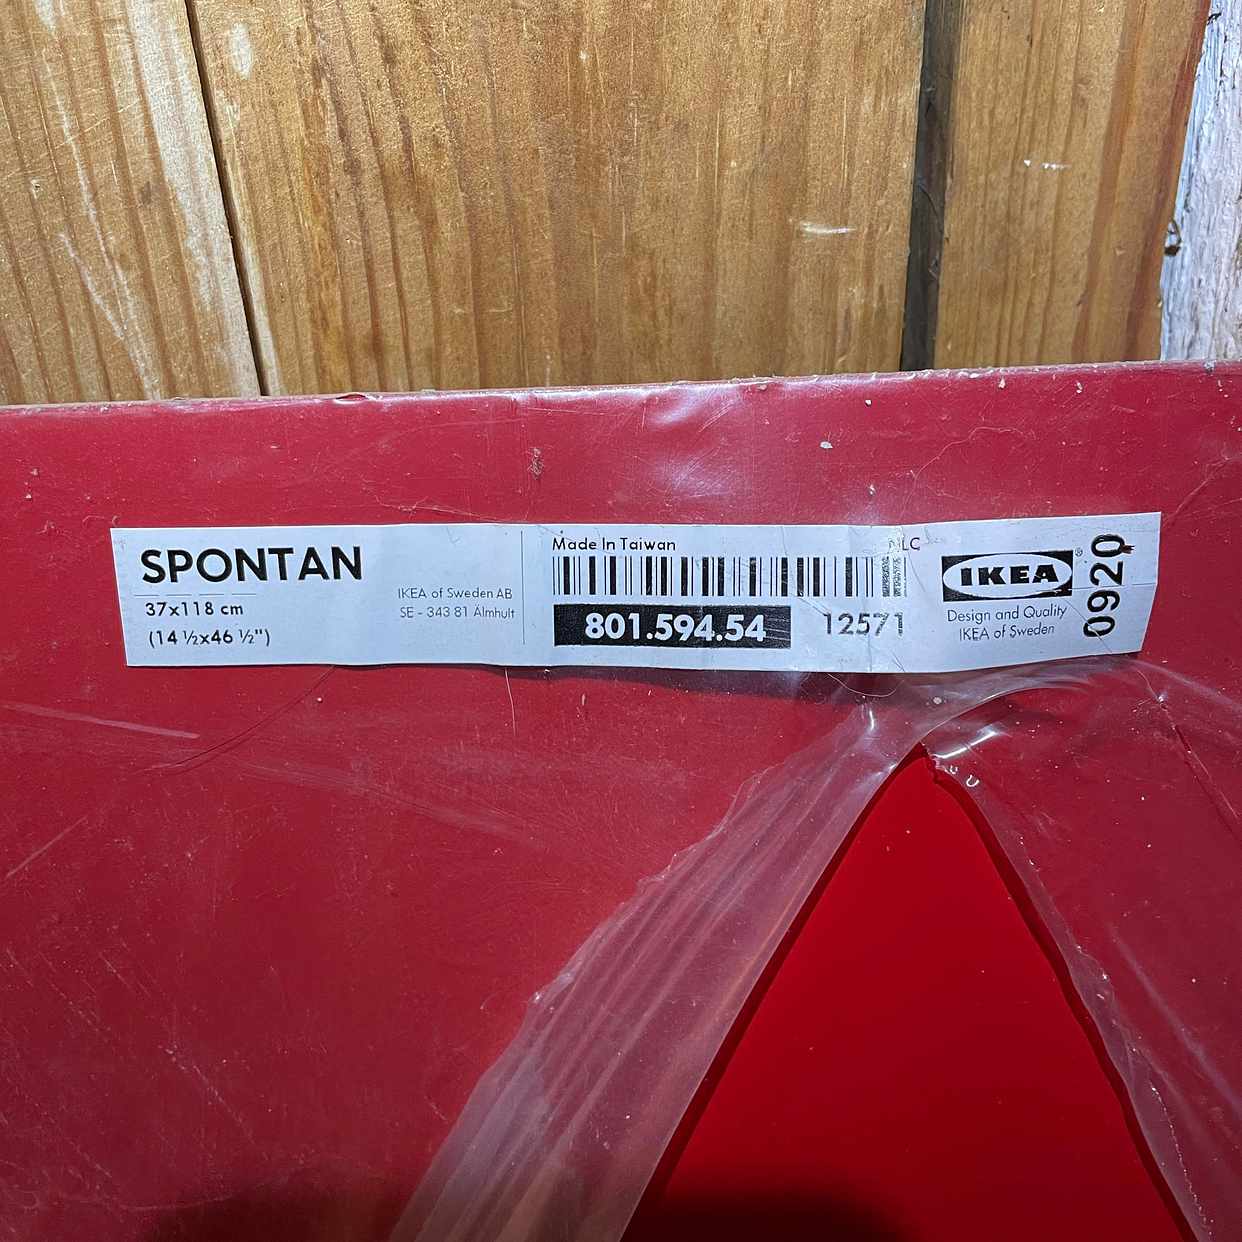 SPONTAN
37x118 cm
(14 ½x46 ½")
IKEA of Sweden AB
SE - 343 81 Älmhult
Made In Taiwan
801.594.54
12571
IKEA®
Design and Quality
IKEA of Sweden
0920